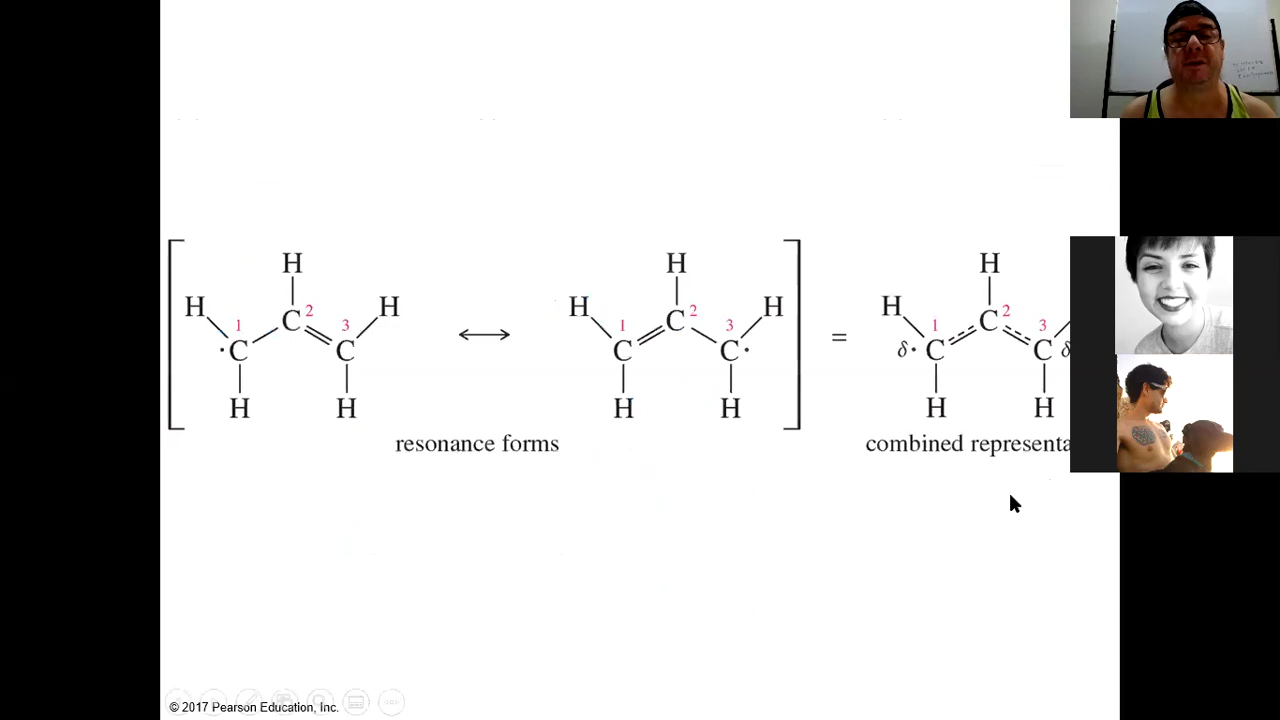 H H H H H H
H 1 2 3 H ↔ H 1 2 3 H = H 1 2 3
·C C C C C C· δ· C C C δ
H H H H H H
resonance forms combined representa
© 2017 Pearson Education, Inc.